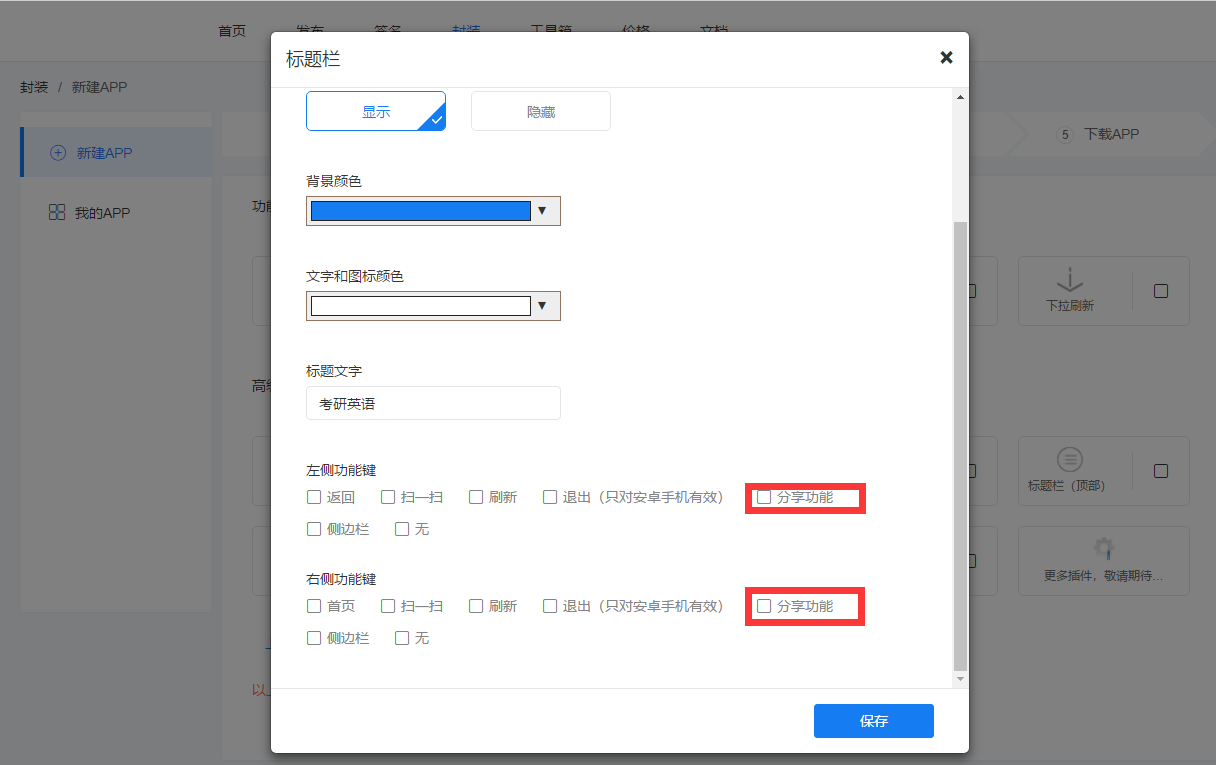 首页 发布 签名 封装 工具箱 价格 文档
标题栏
封装 / 新建APP
显示 隐藏
5 下载APP
新建APP
背景颜色
我的APP
文字和图标颜色
下拉刷新
标题文字
考研英语
左侧功能键
返回 扫一扫 刷新 退出（只对安卓手机有效） 分享功能
标题栏（顶部）
侧边栏 无
右侧功能键
更多插件，敬请期待...
首页 扫一扫 刷新 退出（只对安卓手机有效） 分享功能
侧边栏 无
保存